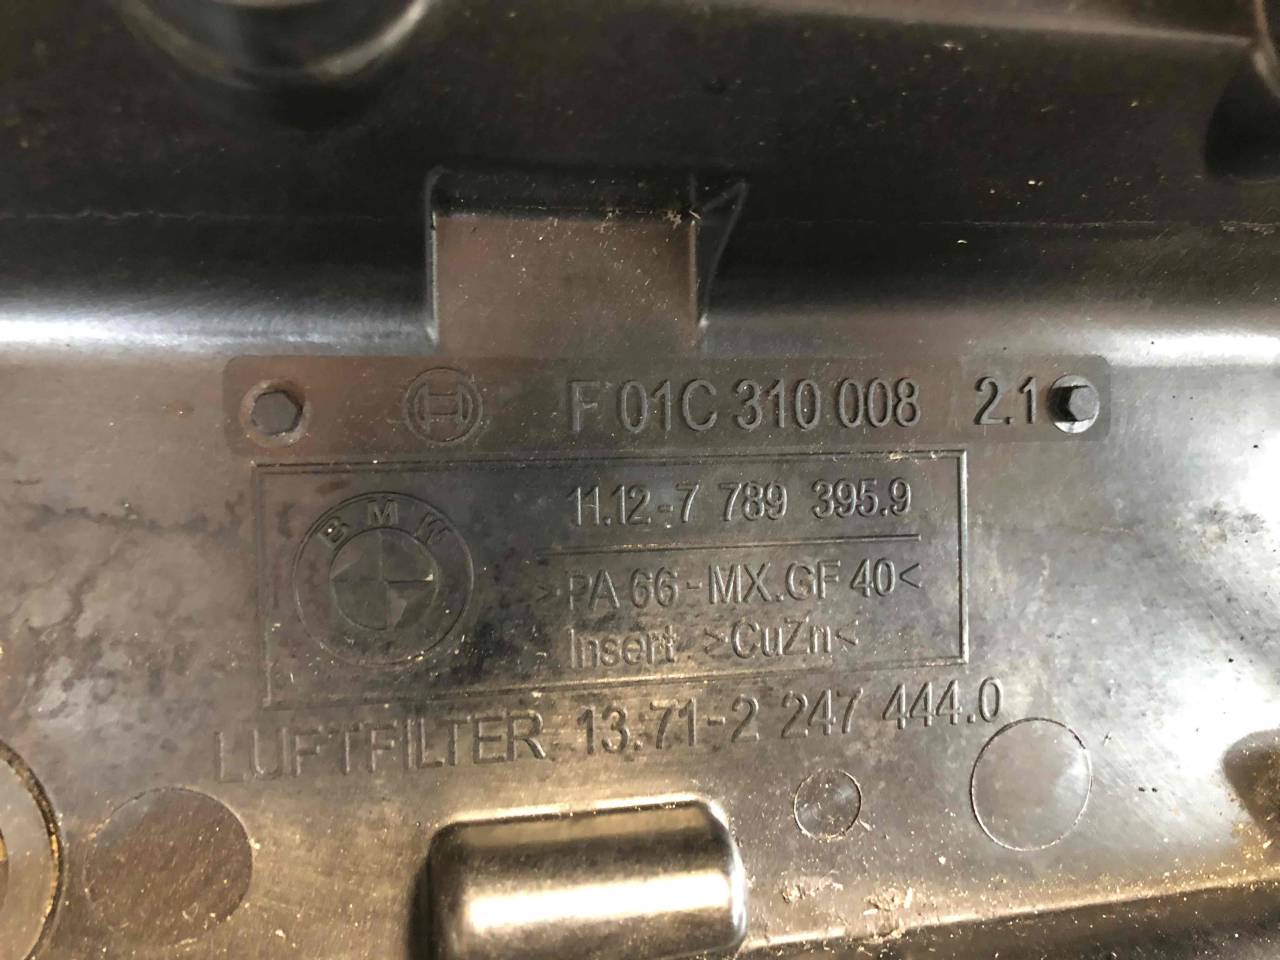 F 01C 310 008 2.1
BMW
11.12-7 789 395.9
>PA 66-MX.GF 40<
Insert >CuZn<
LUFTFILTER 13.71-2 247 444.0